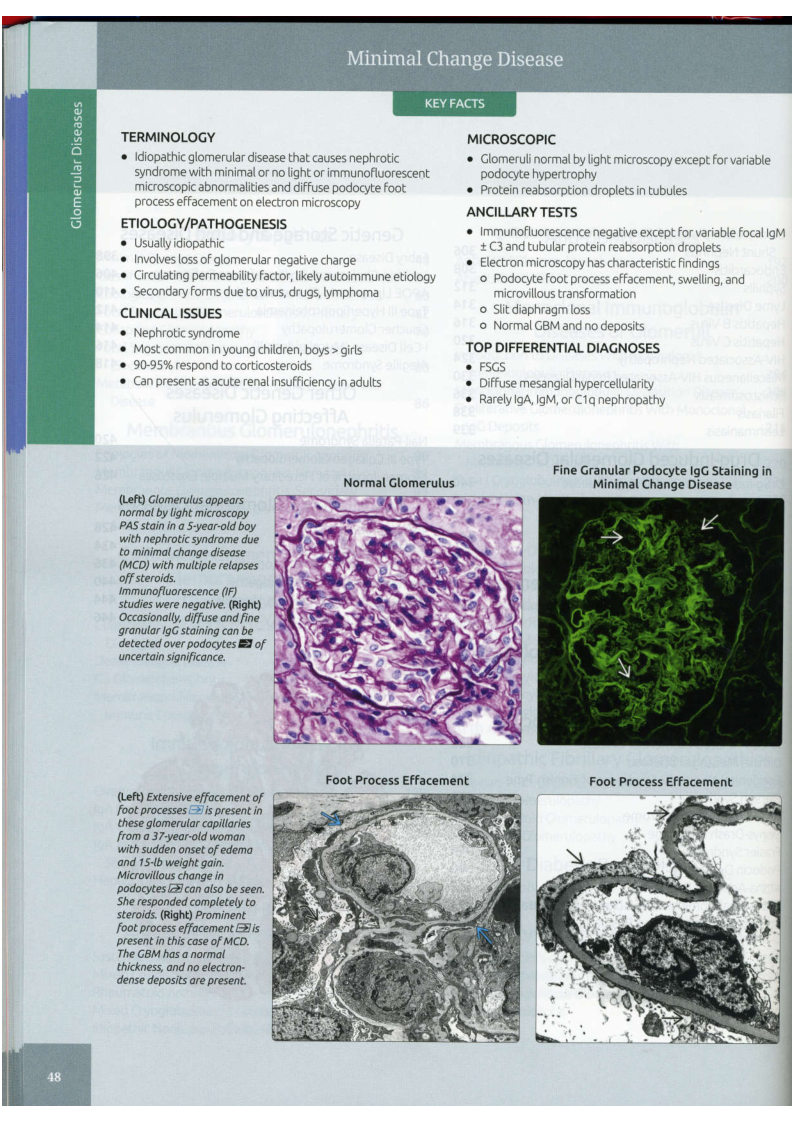 Minimal Change Disease
KEY FACTS
Glomerular Diseases
TERMINOLOGY
• Idiopathic glomerular disease that causes nephrotic
syndrome with minimal or no light or immunofluorescent
microscopic abnormalities and diffuse podocyte foot
process effacement on electron microscopy
ETIOLOGY/PATHOGENESIS
• Usually idiopathic
• Involves loss of glomerular negative charge
• Circulating permeability factor, likely autoimmune etiology
• Secondary forms due to virus, drugs, lymphoma
CLINICAL ISSUES
• Nephrotic syndrome
• Most common in young children, boys > girls
• 90-95% respond to corticosteroids
• Can present as acute renal insufficiency in adults
MICROSCOPIC
• Glomeruli normal by light microscopy except for variable
podocyte hypertrophy
• Protein reabsorption droplets in tubules
ANCILLARY TESTS
• Immunofluorescence negative except for variable focal IgM
± C3 and tubular protein reabsorption droplets
• Electron microscopy has characteristic findings
o Podocyte foot process effacement, swelling, and
microvillous transformation
o Slit diaphragm loss
o Normal GBM and no deposits
TOP DIFFERENTIAL DIAGNOSES
• FSGS
• Diffuse mesangial hypercellularity
• Rarely IgA, IgM, or C1q nephropathy
(Left) Glomerulus appears
normal by light microscopy
PAS stain in a 5-year-old boy
with nephrotic syndrome due
to minimal change disease
(MCD) with multiple relapses
off steroids.
Immunofluorescence (IF)
studies were negative. (Right)
Occasionally, diffuse and fine
granular IgG staining can be
detected over podocytes of
uncertain significance.
Normal Glomerulus
Fine Granular Podocyte IgG Staining in
Minimal Change Disease
(Left) Extensive effacement of
foot processes is present in
these glomerular capillaries
from a 37-year-old woman
with sudden onset of edema
and 15-lb weight gain.
Microvillous change in
podocytes can also be seen.
She responded completely to
steroids. (Right) Prominent
foot process effacement is
present in this case of MCD.
The GBM has a normal
thickness, and no electron-
dense deposits are present.
Foot Process Effacement
Foot Process Effacement
48